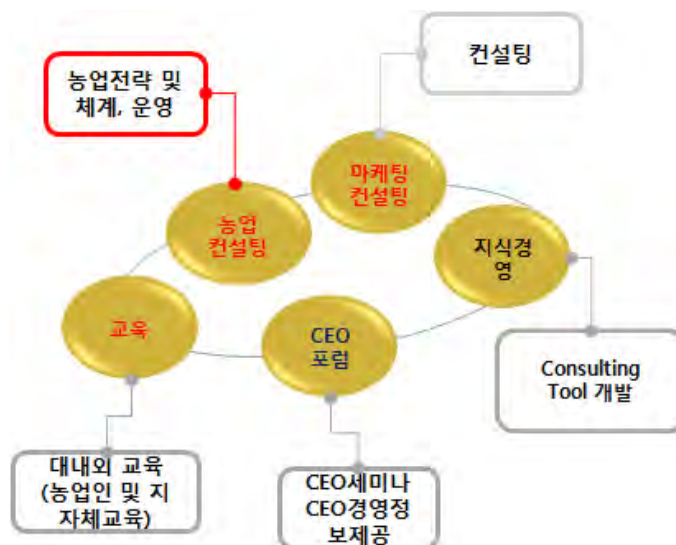 컨설팅
농업전략 및
체계, 운영
마케팅
컨설팅
농업
컨설팅
지식경
영
교육
CEO
포럼
Consulting
Tool 개발
대내외 교육
(농업인 및 지
자체교육)
CEO세미나
CEO경영정
보제공